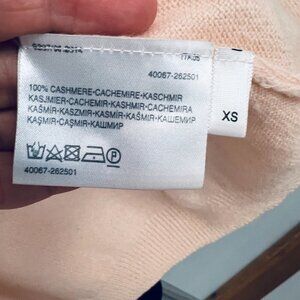 ITA38
40067-262501
100% CASHMERE-CACHEMIRE-KASCHMIR
KASJMIER-CACHEMIR-KASHMIR-CACHEMIRA
KAŠMIR-KASZMIR-KAŠMÍR-КАШЕМИР
KAŞMIR-CAŞMIR-КАШМИР
40067-262501
XS